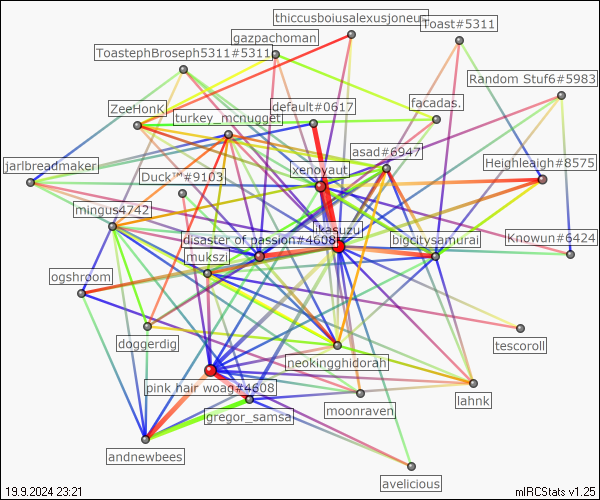 thiccusboiusalexusjoneur
Toast#5311
gazpachoman
ToastephBroseph5311#5311
Random Stuf6#5983
ZeeHonK
default#0617
facadas.
turkey_mcnugget
asad#6947
jarlbreadmaker
xenoyaut
Heighleaigh#8575
Duck™#9103
mingus4742
ikasuzu
disaster of passion#4608
bigcitysamurai
Knowun#6424
mukszi
ogshroom
tescoroll
doggerdig
neokingghidorah
pink hair woag#4608
lahnk
moonraven
gregor_samsa
andnewbees
avelicious
19.9.2024 23:21
mIRCStats v1.25